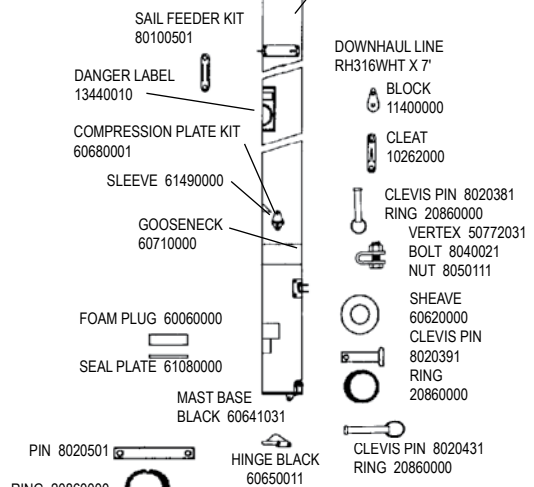 SAIL FEEDER KIT
80100501
DANGER LABEL
13440010
COMPRESSION PLATE KIT
60680001
SLEEVE 61490000
GOOSENECK
60710000
FOAM PLUG 60060000
SEAL PLATE 61080000
MAST BASE
BLACK 60641031
PIN 8020501
HINGE BLACK
60650011
DOWNHAUL LINE
RH316WHT X 7'
BLOCK
11400000
CLEAT
10262000
CLEVIS PIN 8020381
RING 20860000
VERTEX 50772031
BOLT 8040021
NUT 8050111
SHEAVE
60620000
CLEVIS PIN
8020391
RING
20860000
CLEVIS PIN 8020431
RING 20860000